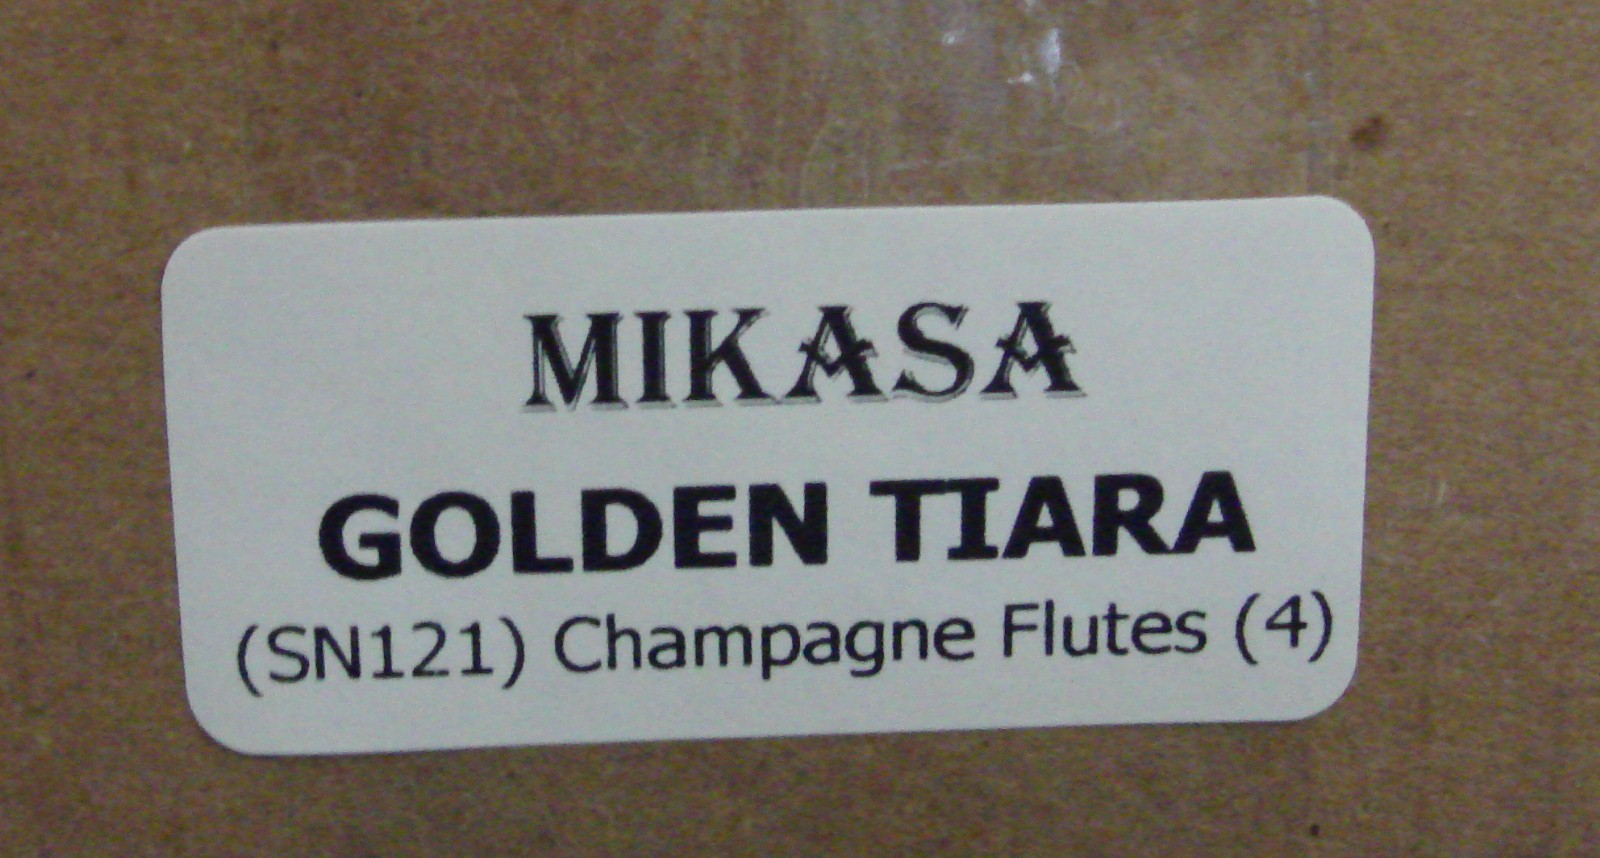 MIKASA
GOLDEN TIARA
(SN121) Champagne Flutes (4)